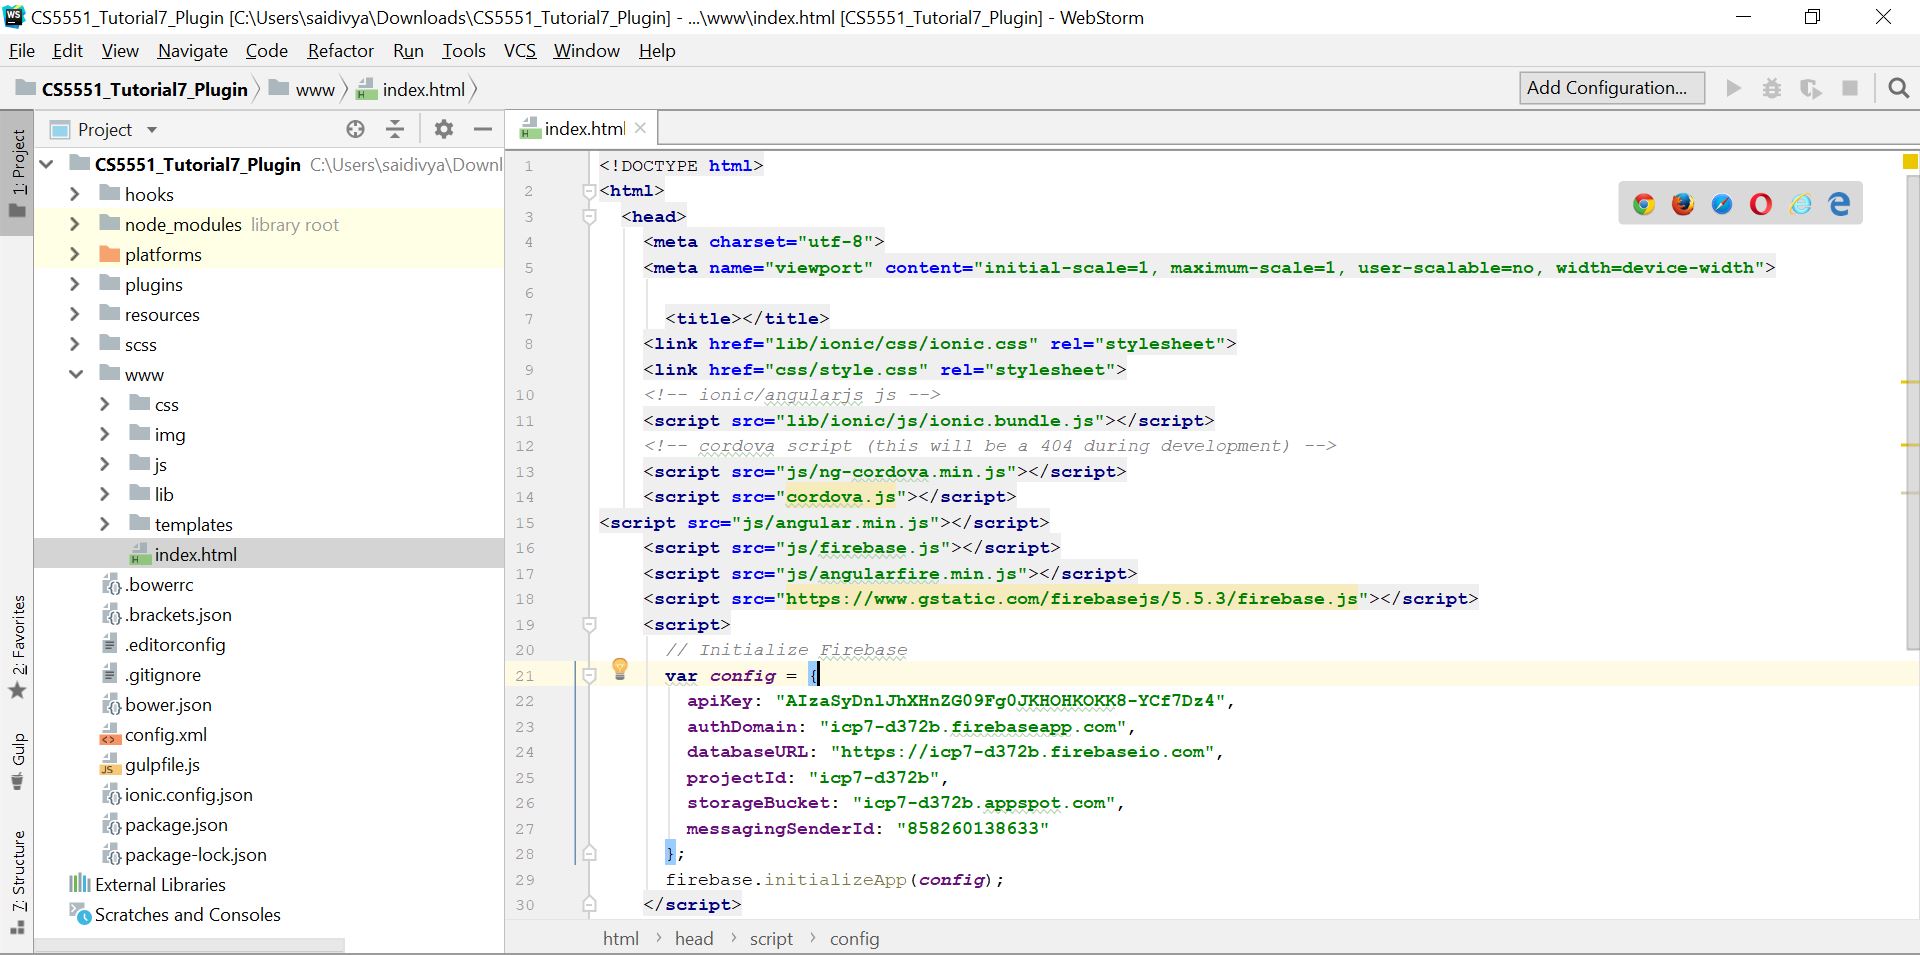 CS5551_Tutorial7_Plugin [C:\Users\saidivya\Downloads\CS5551_Tutorial7_Plugin] - ...\www\index.html [CS5551_Tutorial7_Plugin] - WebStorm
File Edit View Navigate Code Refactor Run Tools VCS Window Help
CS5551_Tutorial7_Plugin www index.html Add Configuration...
1: Project
2: Favorites
Gulp
7: Structure
Project
CS5551_Tutorial7_Plugin C:\Users\saidivya\Downl
hooks
node_modules library root
platforms
plugins
resources
scss
www
css
img
js
lib
templates
index.html
.bowerrc
.brackets.json
.editorconfig
.gitignore
bower.json
config.xml
gulpfile.js
ionic.config.json
package.json
package-lock.json
External Libraries
Scratches and Consoles
index.html
1 <!DOCTYPE html>
2 <html>
3 <head>
4 <meta charset="utf-8">
5 <meta name="viewport" content="initial-scale=1, maximum-scale=1, user-scalable=no, width=device-width">
6
7 <title></title>
8 <link href="lib/ionic/css/ionic.css" rel="stylesheet">
9 <link href="css/style.css" rel="stylesheet">
10 <!-- ionic/angularjs js -->
11 <script src="lib/ionic/js/ionic.bundle.js"></script>
12 <!-- cordova script (this will be a 404 during development) -->
13 <script src="js/ng-cordova.min.js"></script>
14 <script src="cordova.js"></script>
15 <script src="js/angular.min.js"></script>
16 <script src="js/firebase.js"></script>
17 <script src="js/angularfire.min.js"></script>
18 <script src="https://www.gstatic.com/firebasejs/5.5.3/firebase.js"></script>
19 <script>
20 // Initialize Firebase
21 var config = {
22 apiKey: "AIzaSyDnlJhXHnZG09Fg0JKHOHKOKK8-YCf7Dz4",
23 authDomain: "icp7-d372b.firebaseapp.com",
24 databaseURL: "https://icp7-d372b.firebaseio.com",
25 projectId: "icp7-d372b",
26 storageBucket: "icp7-d372b.appspot.com",
27 messagingSenderId: "858260138633"
28 };
29 firebase.initializeApp(config);
30 </script>
html head script config